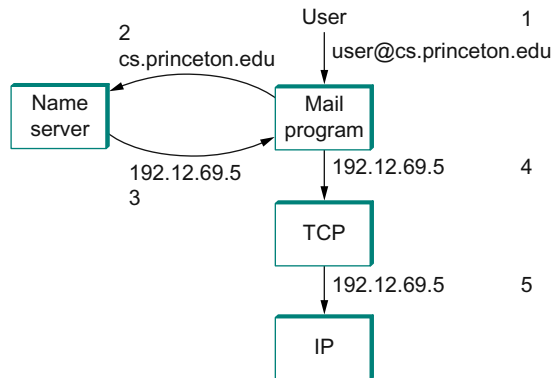 User 1
2
user@cs.princeton.edu
cs.princeton.edu
Name
server
Mail
program
192.12.69.5
3
192.12.69.5 4
TCP
192.12.69.5 5
IP